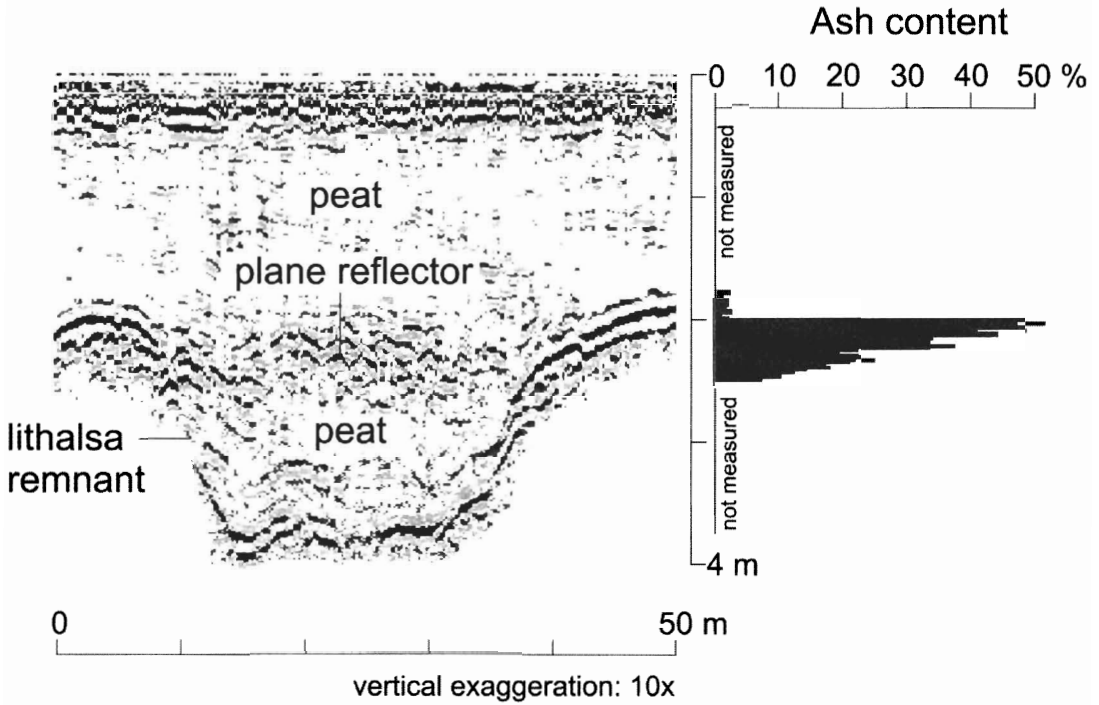 Ash content
0 10 20 30 40 50 %
not measured
peat
plane reflector
peat
lithalsa
remnant
not measured
4 m
0 50 m
vertical exaggeration: 10x